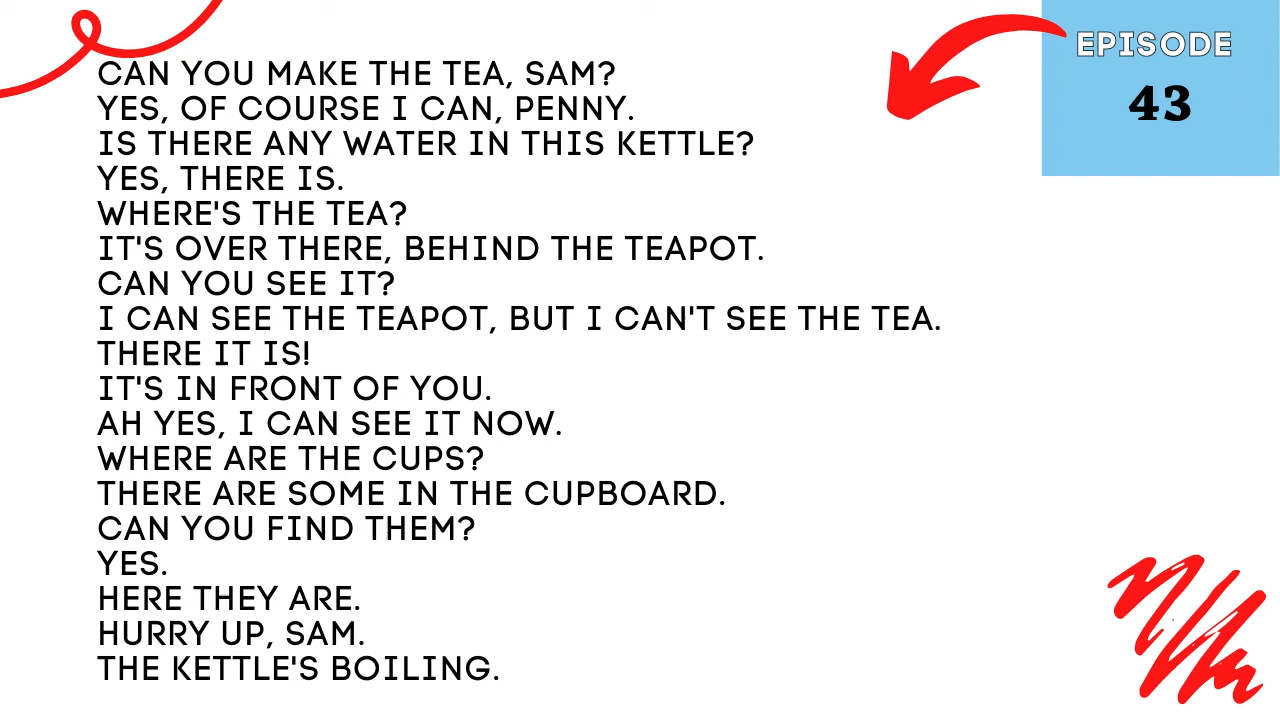 CAN YOU MAKE THE TEA, SAM?
YES, OF COURSE I CAN, PENNY.
IS THERE ANY WATER IN THIS KETTLE?
YES, THERE IS.
WHERE'S THE TEA?
IT'S OVER THERE, BEHIND THE TEAPOT.
CAN YOU SEE IT?
I CAN SEE THE TEAPOT, BUT I CAN'T SEE THE TEA.
THERE IT IS!
IT'S IN FRONT OF YOU.
AH YES, I CAN SEE IT NOW.
WHERE ARE THE CUPS?
THERE ARE SOME IN THE CUPBOARD.
CAN YOU FIND THEM?
YES.
HERE THEY ARE.
HURRY UP, SAM.
THE KETTLE'S BOILING.
EPISODE
43